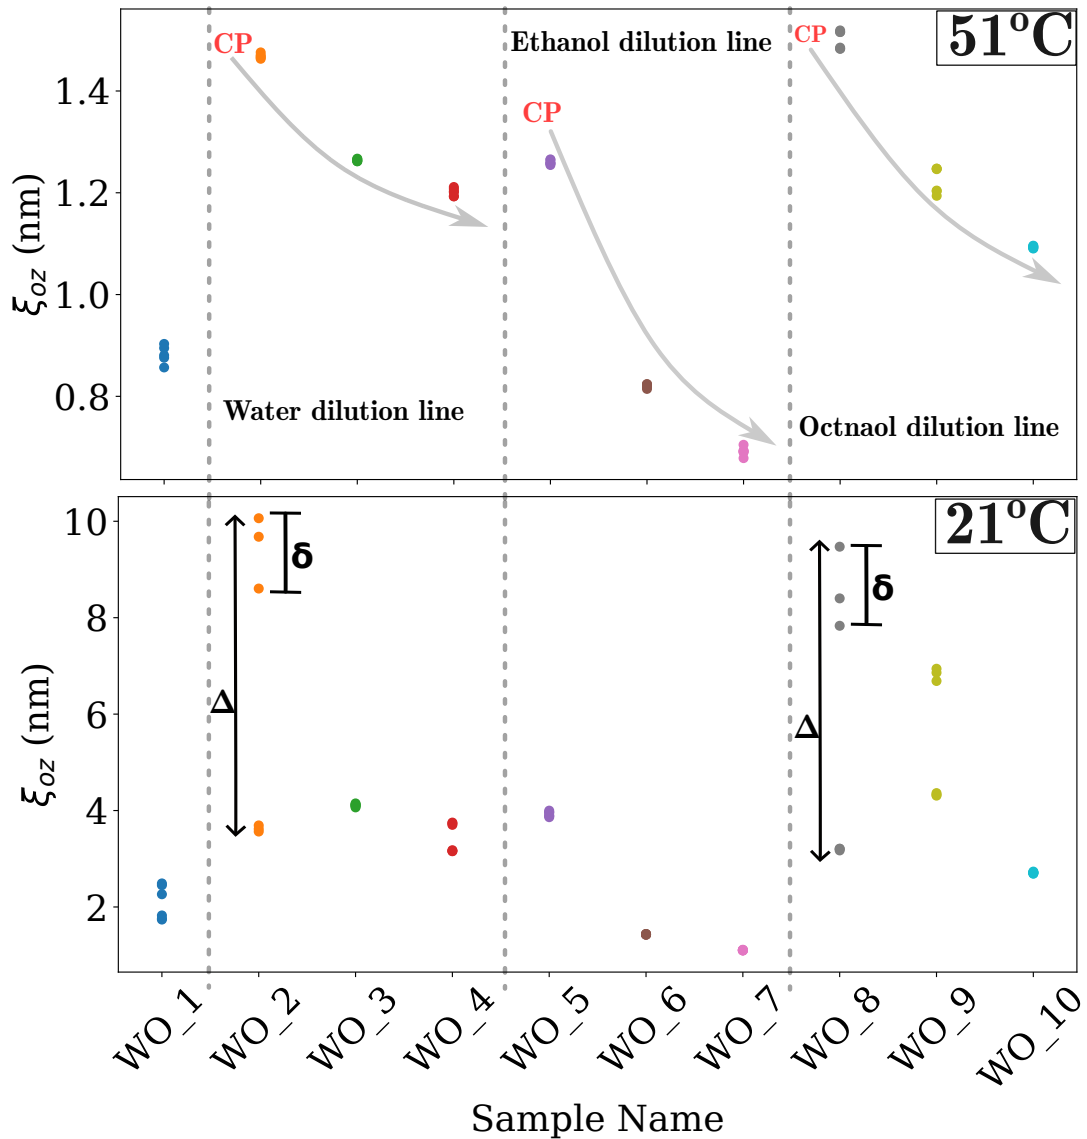 51°C
CP
Ethanol dilution line
CP
CP
1.4
1.2
1.0
0.8
ξoz (nm)
Water dilution line
Octnaol dilution line
21°C
10
8
6
4
2
ξoz (nm)
δ
Δ
δ
Δ
WO_1
WO_2
WO_3
WO_4
WO_5
WO_6
WO_7
WO_8
WO_9
WO_10
Sample Name